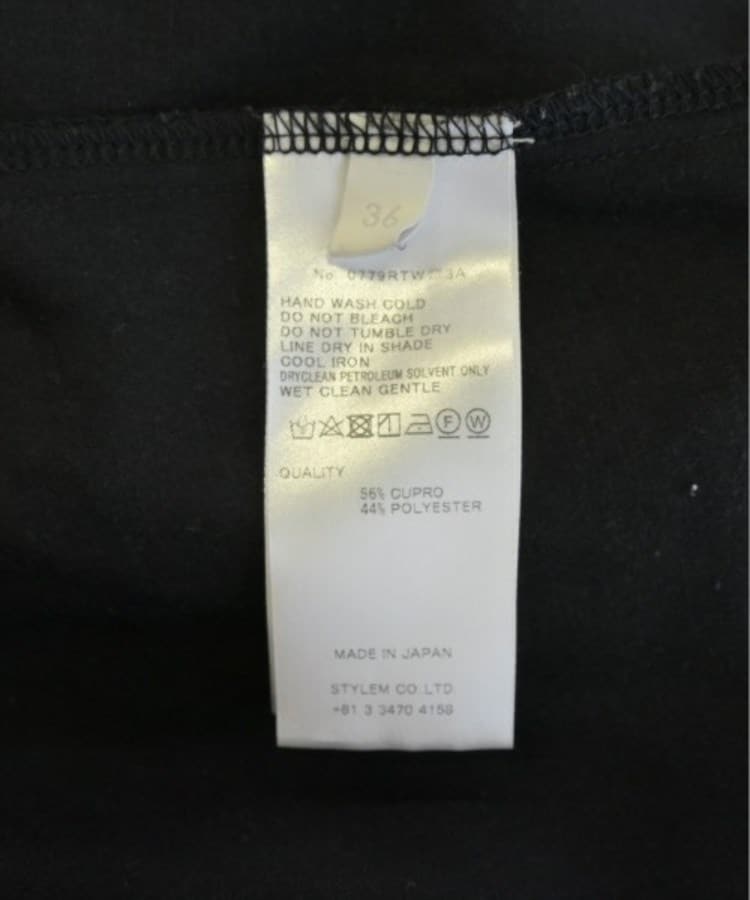 36
No.
HAND WASH COLD
DO NOT BLEACH
DO NOT TUMBLE DRY
LINE DRY IN SHADE
COOL IRON
DRYCLEAN PETROLEUM SOLVENT ONLY
WET CLEAN GENTLE
F W
QUALITY
56% CUPRO
44% POLYESTER
MADE IN JAPAN
STYLEM CO.LTD
+81 3 3470 4158